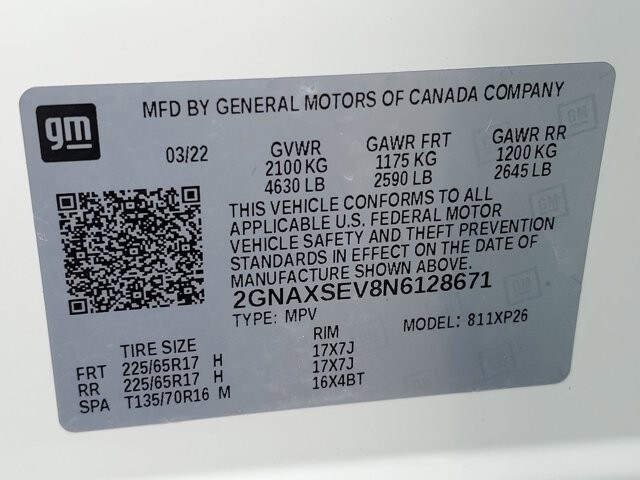 gm
MFD BY GENERAL MOTORS OF CANADA COMPANY
03/22 GVWR GAWR FRT GAWR RR
2100 KG 1175 KG 1200 KG
4630 LB 2590 LB 2645 LB
THIS VEHICLE CONFORMS TO ALL
APPLICABLE U.S. FEDERAL MOTOR
VEHICLE SAFETY AND THEFT PREVENTION
STANDARDS IN EFFECT ON THE DATE OF
MANUFACTURE SHOWN ABOVE.
2GNAXSEV8N6128671
TYPE: MPV MODEL: 811XP26
TIRE SIZE RIM
FRT 225/65R17 H 17X7J
RR 225/65R17 H 17X7J
SPA T135/70R16 M 16X4BT